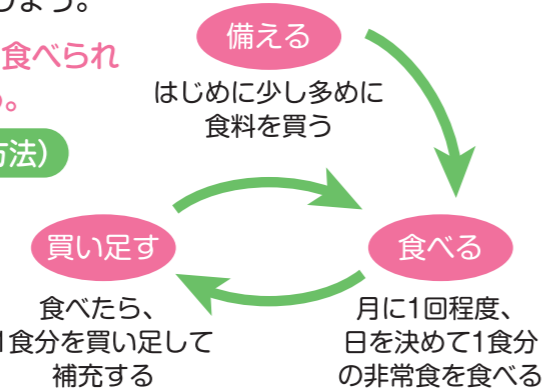 しょう。
食べられ
。
方法)
備える
はじめに少し多めに
食料を買う
買い足す
食べたら、
1食分を買い足して
補充する
食べる
月に1回程度、
日を決めて1食分
の非常食を食べる